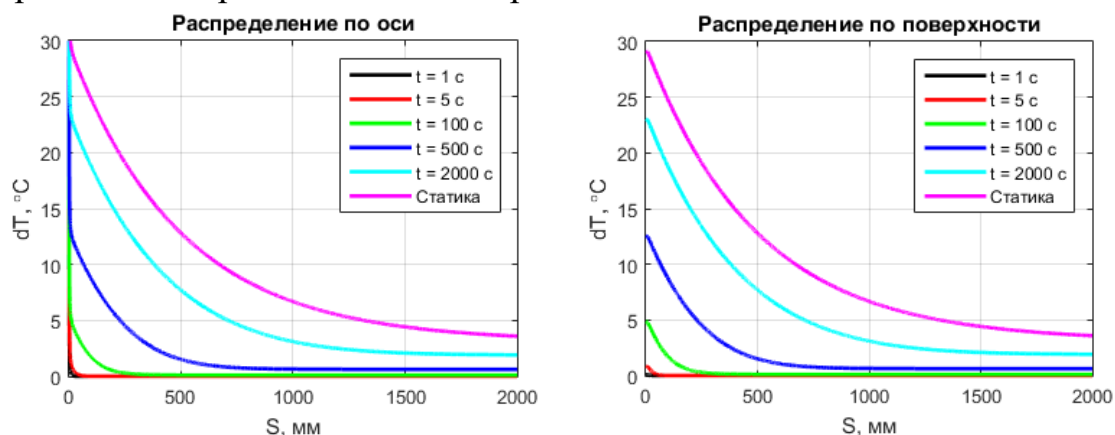 Распределение по оси
30
25
20
15
10
5
0
dT, °C
t = 1 с
t = 5 с
t = 100 с
t = 500 с
t = 2000 с
Статика
0 500 1000 1500 2000
S, мм
Распределение по поверхности
30
25
20
15
10
5
0
dT, °C
t = 1 с
t = 5 с
t = 100 с
t = 500 с
t = 2000 с
Статика
0 500 1000 1500 2000
S, мм